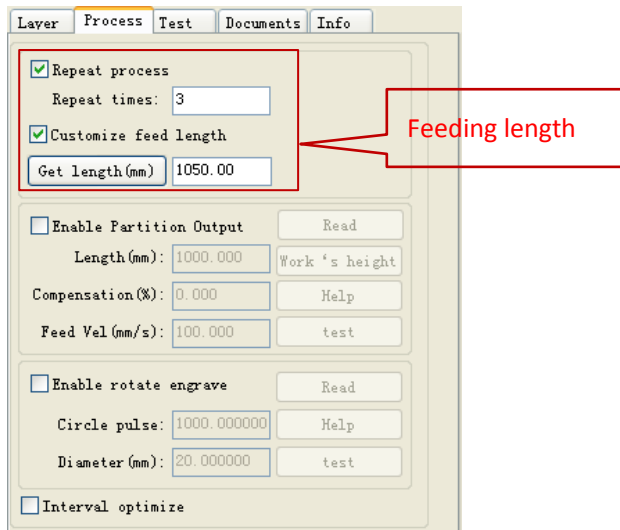 Layer Process Test Documents Info
Repeat process
Repeat times: 3
Customize feed length
Get length(mm) 1050.00
Feeding length
Enable Partition Output Read
Length(mm): 1000.000 Work 's height
Compensation(%): 0.000 Help
Feed Vel(mm/s): 100.000 test
Enable rotate engrave Read
Circle pulse: 1000.000000 Help
Diameter(mm): 20.000000 test
Interval optimize